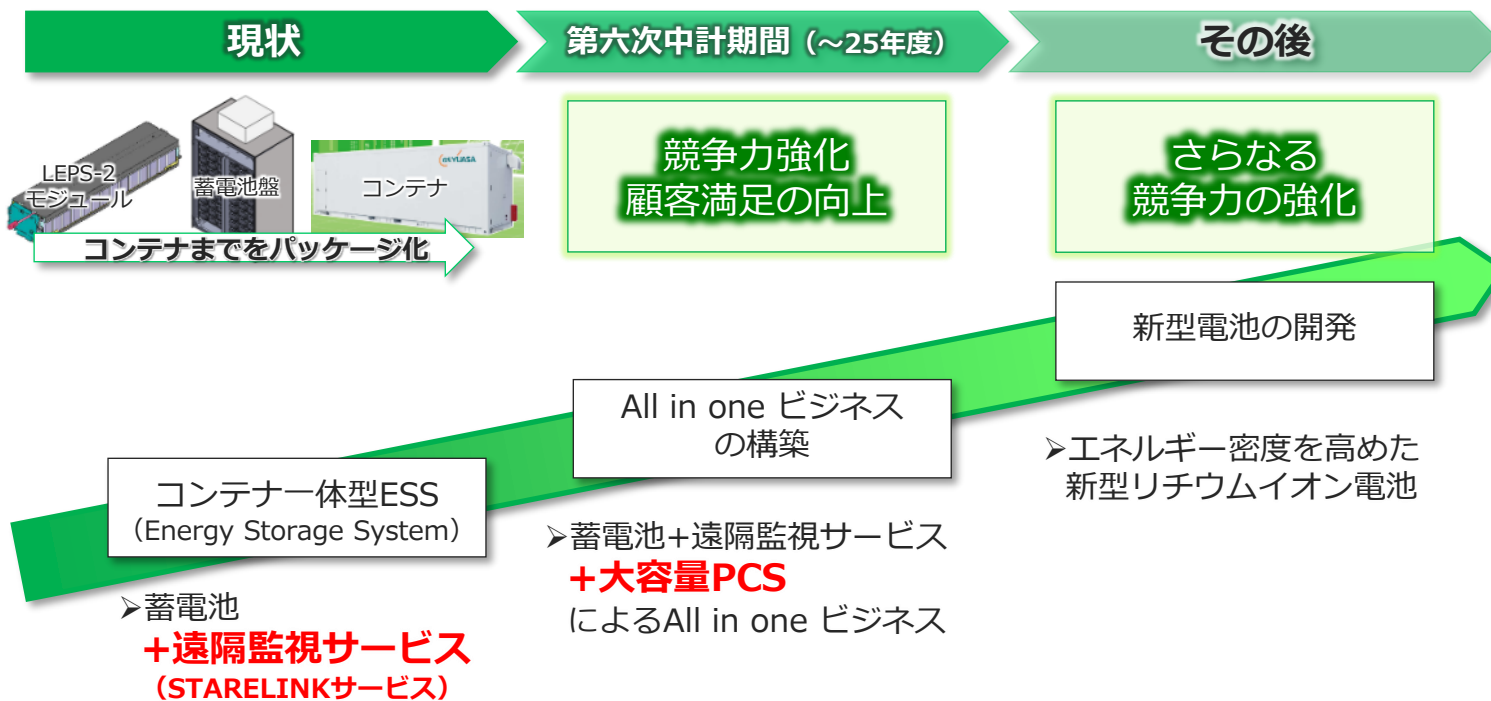 現状
第六次中計期間（～25年度）
その後
LEPS-2
モジュール
蓄電池盤
コンテナ
GS YUASA
コンテナまでをパッケージ化
競争力強化
顧客満足の向上
さらなる
競争力の強化
コンテナ一体型ESS
（Energy Storage System）
➢蓄電池
+遠隔監視サービス
（STARELINKサービス）
All in one ビジネス
の構築
➢蓄電池+遠隔監視サービス
+大容量PCS
によるAll in one ビジネス
新型電池の開発
➢エネルギー密度を高めた
新型リチウムイオン電池